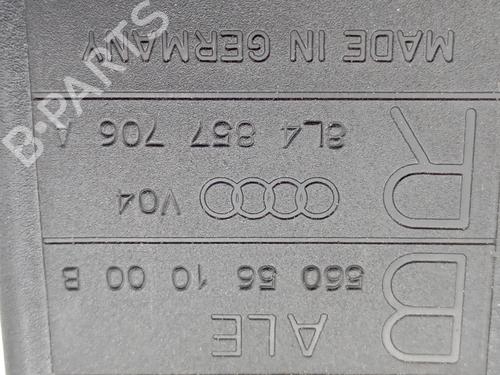 ALE
B 560 56 10 00 B
V04
R 8L4 857 706 A
MADE IN GERMANY
B-PARTS